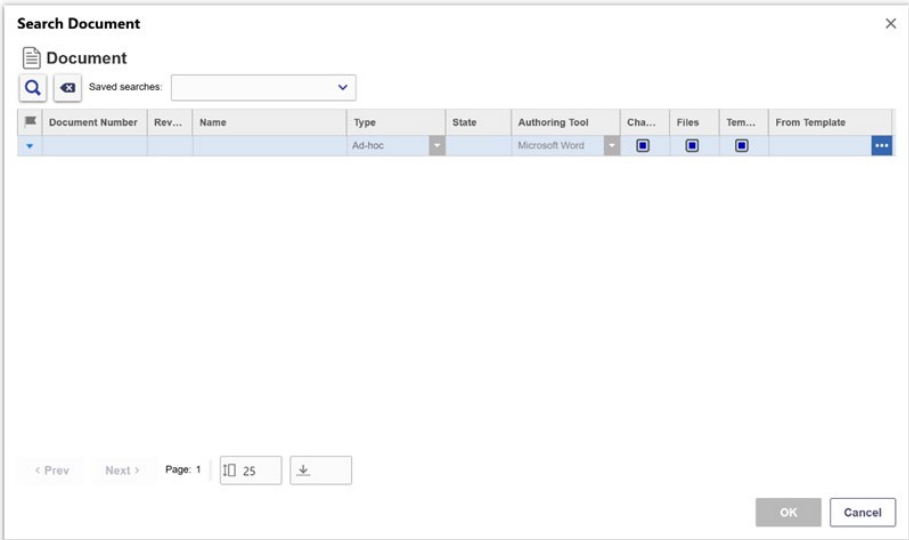 Search Document
Document
Saved searches:
Document Number Rev... Name Type State Authoring Tool Cha... Files Tem... From Template
Ad-hoc Microsoft Word
< Prev Next > Page: 1 25
OK Cancel